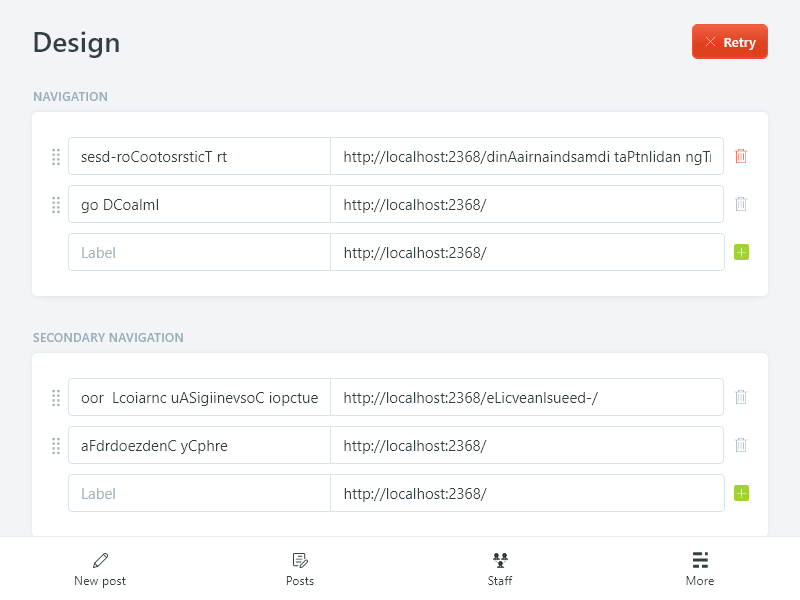 Design
Retry
NAVIGATION
sesd-roCootosrsticT rt
http://localhost:2368/dinAairnaindsamdi taPtnlidan
go DCoalmI
http://localhost:2368/
Label
http://localhost:2368/
SECONDARY NAVIGATION
oor Lcoiarnc uASigiinevsoC iopctue
http://localhost:2368/eLicveanlsueed-/
aFdrdoezdenC yCphre
http://localhost:2368/
Label
http://localhost:2368/
New post
Posts
Staff
More